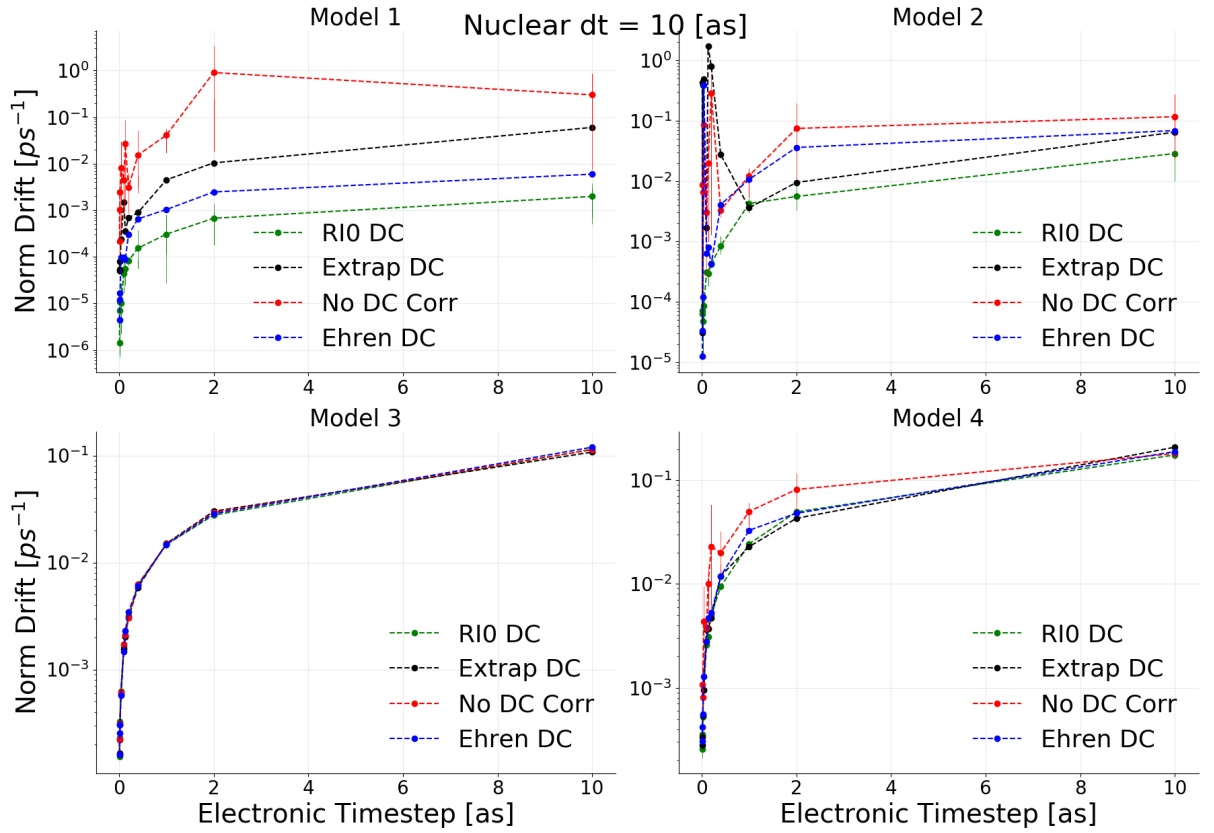 Nuclear dt = 10 [as]
Model 1
Norm Drift [ps⁻¹]
10⁰
10⁻¹
10⁻²
10⁻³
10⁻⁴
10⁻⁵
10⁻⁶
RI0 DC
Extrap DC
No DC Corr
Ehren DC
0 2 4 6 8 10
Model 2
10⁰
10⁻¹
10⁻²
10⁻³
10⁻⁴
10⁻⁵
RI0 DC
Extrap DC
No DC Corr
Ehren DC
0 2 4 6 8 10
Model 3
Norm Drift [ps⁻¹]
10⁻¹
10⁻²
10⁻³
RI0 DC
Extrap DC
No DC Corr
Ehren DC
0 2 4 6 8 10
Electronic Timestep [as]
Model 4
10⁻¹
10⁻²
10⁻³
RI0 DC
Extrap DC
No DC Corr
Ehren DC
0 2 4 6 8 10
Electronic Timestep [as]